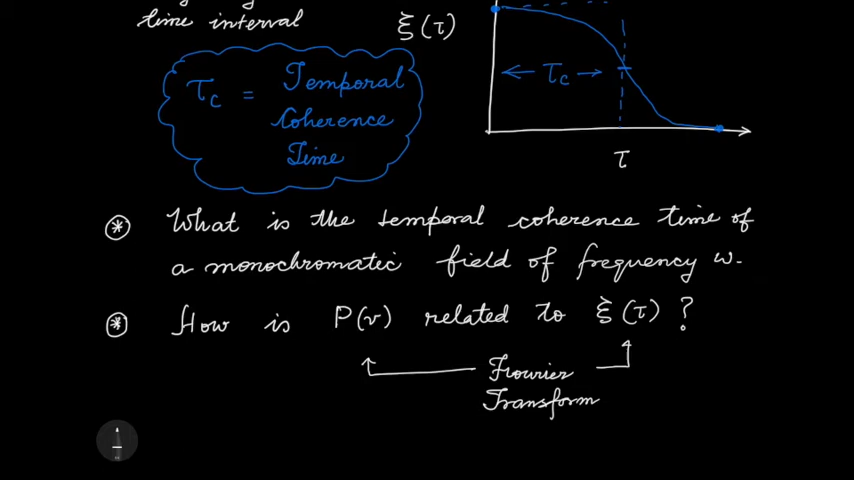 time interval
ξ(τ)
τc
τc = Temporal
Coherence
Time
τ
* What is the temporal coherence time of
a monochromatic field of frequency ω.
* How is P(ν) related to ξ(τ)?
Fourier
Transform